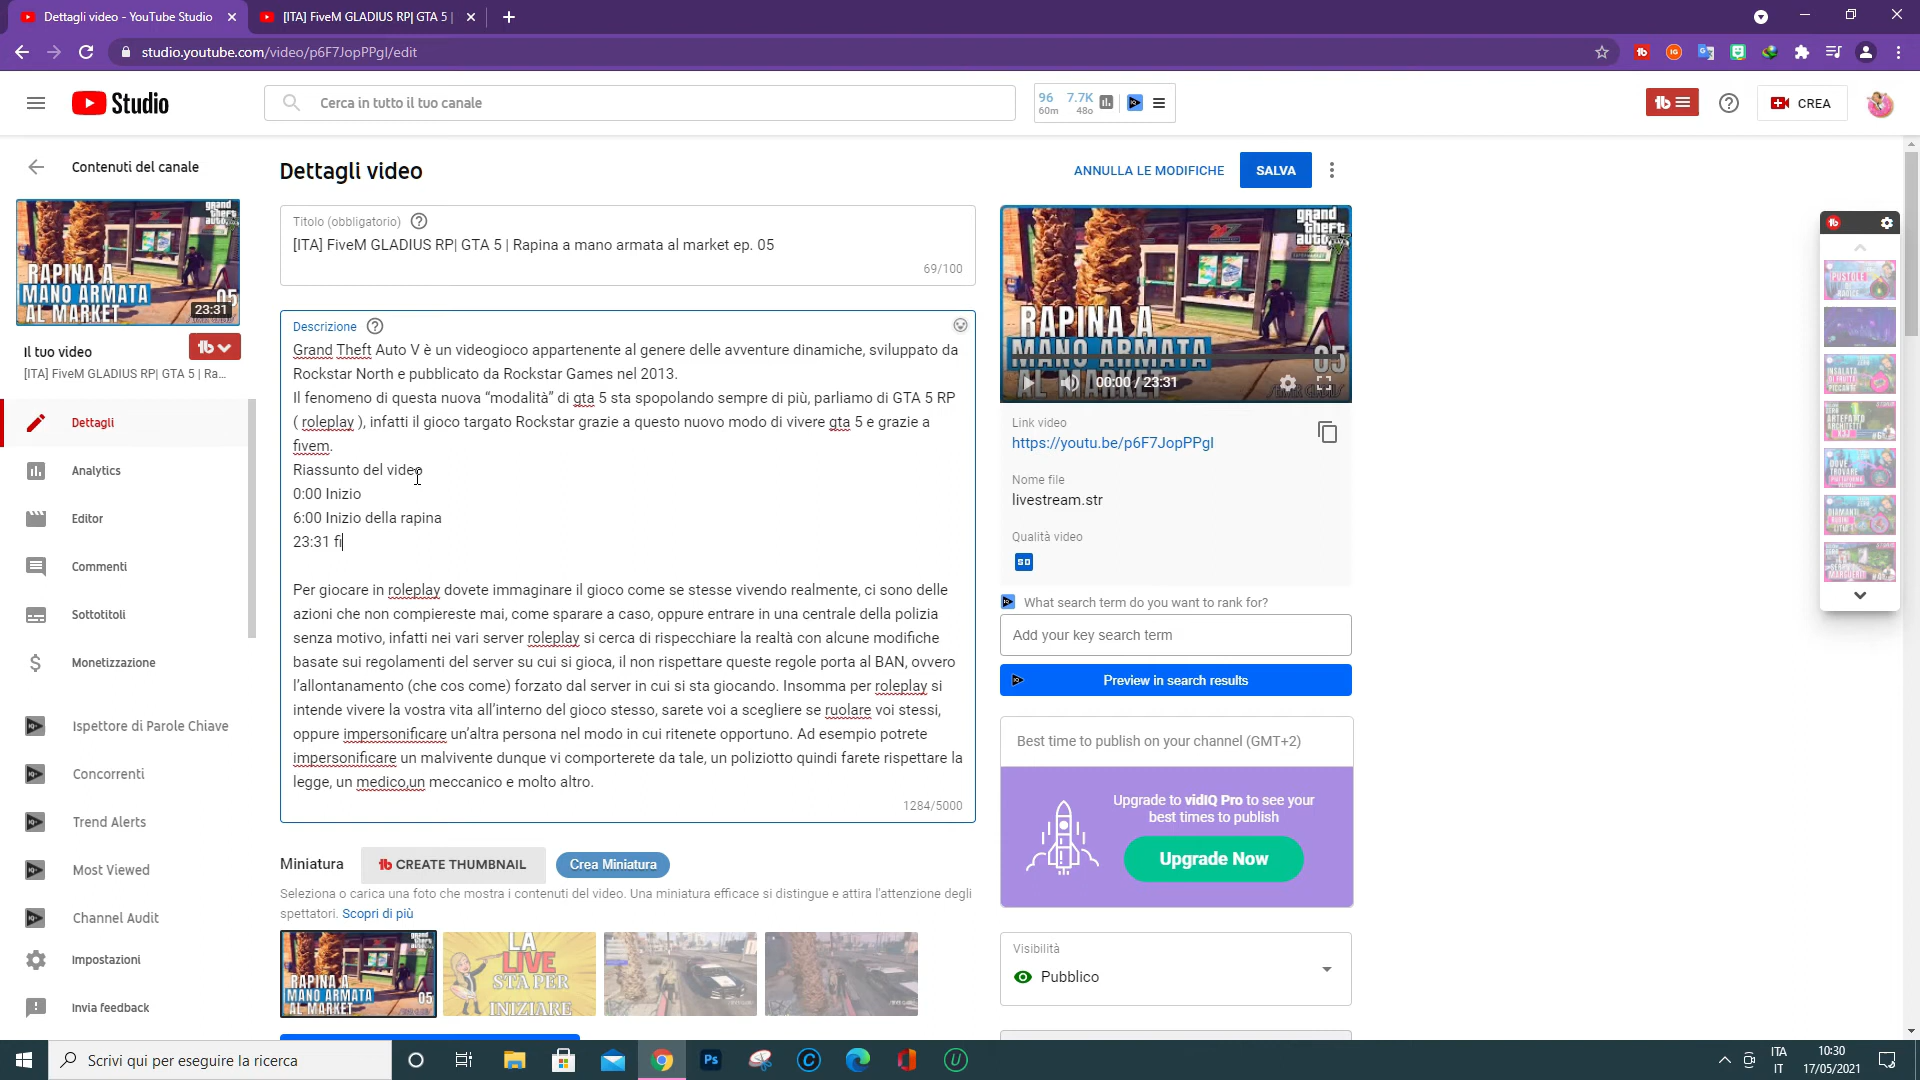 Dettagli video - YouTube Studio
[ITA] FiveM GLADIUS RP| GTA 5 |
studio.youtube.com/video/p6F7JopPPgI/edit
Studio
Cerca in tutto il tuo canale
96 7.7K
60m 48o
CREA
Contenuti del canale
RAPINA A
MANO ARMATA
AL MARKET
05
23:31
Il tuo video
[ITA] FiveM GLADIUS RP| GTA 5 | Ra...
Dettagli
Analytics
Editor
Commenti
Sottotitoli
Monetizzazione
Ispettore di Parole Chiave
Concorrenti
Trend Alerts
Most Viewed
Channel Audit
Impostazioni
Invia feedback
Dettagli video
ANNULLA LE MODIFICHE
SALVA
Titolo (obbligatorio)
[ITA] FiveM GLADIUS RP| GTA 5 | Rapina a mano armata al market ep. 05
69/100
Descrizione
Grand Theft Auto V è un videogioco appartenente al genere delle avventure dinamiche, sviluppato da
Rockstar North e pubblicato da Rockstar Games nel 2013.
Il fenomeno di questa nuova “modalità” di gta 5 sta spopolando sempre di più, parliamo di GTA 5 RP
( roleplay ), infatti il gioco targato Rockstar grazie a questo nuovo modo di vivere gta 5 e grazie a
fivem.
Riassunto del video
0:00 Inizio
6:00 Inizio della rapina
23:31 fi
Per giocare in roleplay dovete immaginare il gioco come se stesse vivendo realmente, ci sono delle
azioni che non compiereste mai, come sparare a caso, oppure entrare in una centrale della polizia
senza motivo, infatti nei vari server roleplay si cerca di rispecchiare la realtà con alcune modifiche
basate sui regolamenti del server su cui si gioca, il non rispettare queste regole porta al BAN, ovvero
l’allontanamento (che cos come) forzato dal server in cui si sta giocando. Insomma per roleplay si
intende vivere la vostra vita all’interno del gioco stesso, sarete voi a scegliere se ruolare voi stessi,
oppure impersonificare un’altra persona nel modo in cui ritenete opportuno. Ad esempio potrete
impersonificare un malvivente dunque vi comporterete da tale, un poliziotto quindi farete rispettare la
legge, un medico,un meccanico e molto altro.
1284/5000
Miniatura
CREATE THUMBNAIL
Crea Miniatura
Seleziona o carica una foto che mostra i contenuti del video. Una miniatura efficace si distingue e attira l'attenzione degli
spettatori. Scopri di più
RAPINA A
MANO ARMATA
AL MARKET
05
LA
LIVE
STA PER
INIZIARE
grand
theft
auto
RAPINA A
MANO ARMATA
AL MARKET
05
00:00 / 23:31
Link video
https://youtu.be/p6F7JopPPgI
Nome file
livestream.str
Qualità video
SD
What search term do you want to rank for?
Add your key search term
Preview in search results
Best time to publish on your channel (GMT+2)
Upgrade to vidIQ Pro to see your
best times to publish
Upgrade Now
Visibilità
Pubblico
Scrivi qui per eseguire la ricerca
Ps
ITA
IT
10:30
17/05/2021